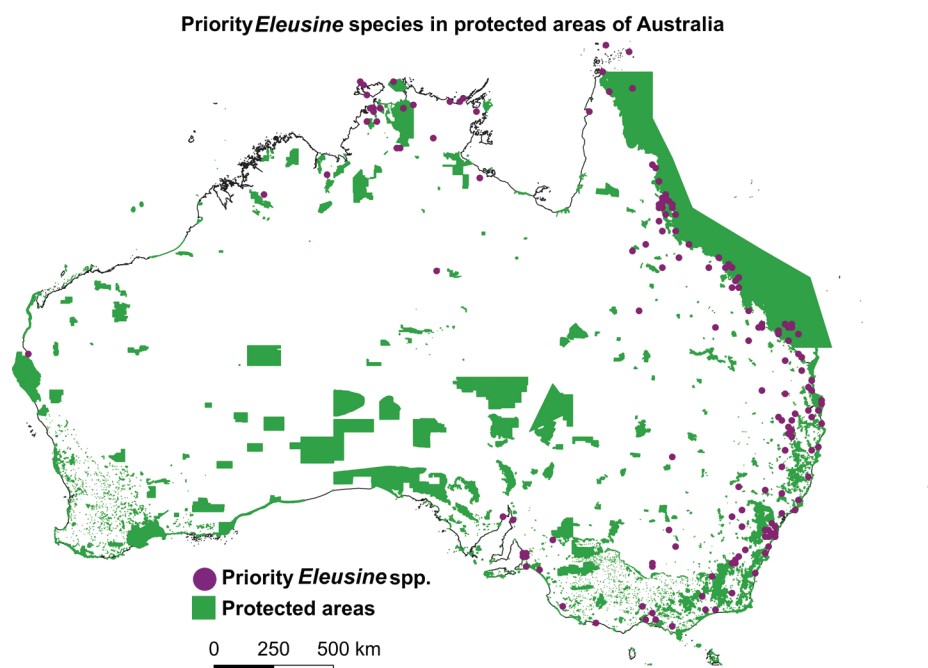 Priority Eleusine species in protected areas of Australia
Priority Eleusine spp.
Protected areas
0 250 500 km